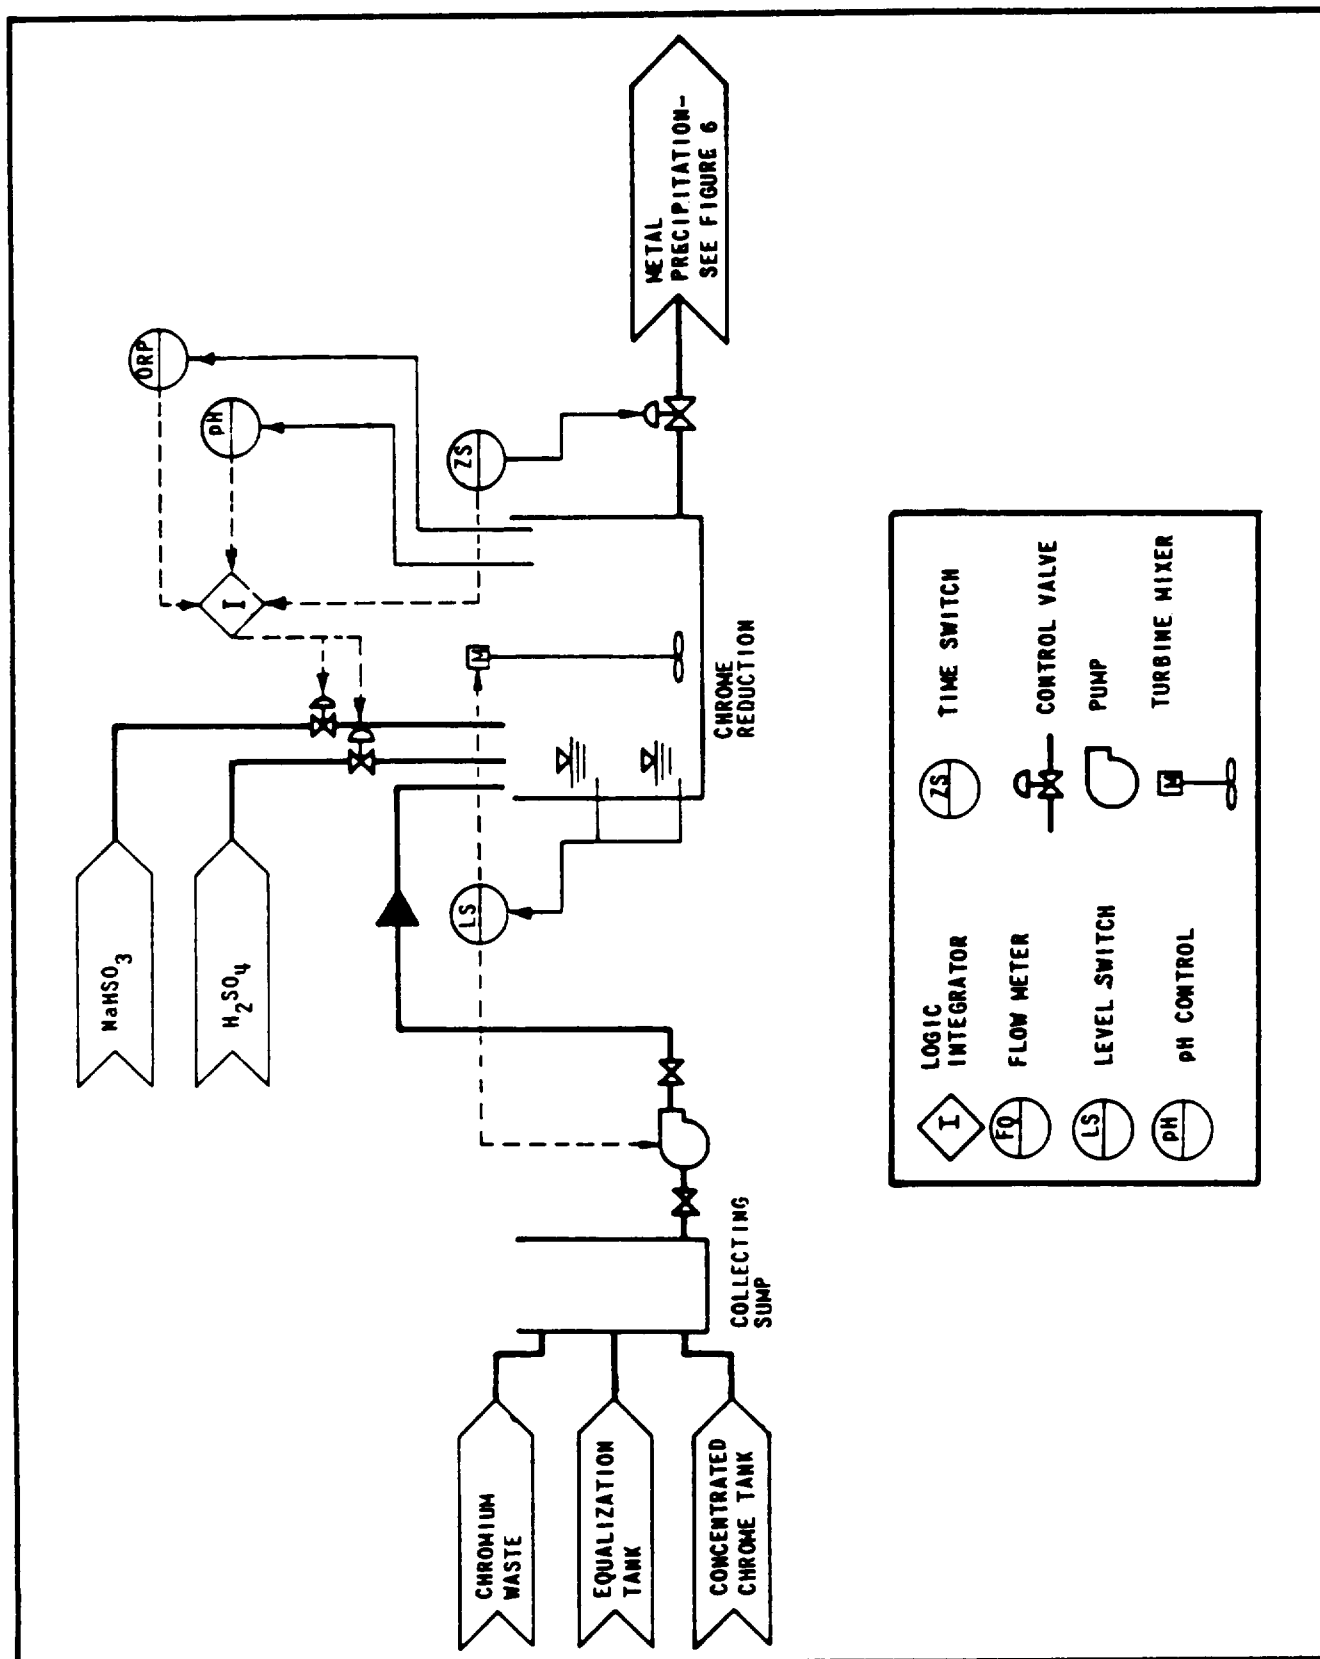 NaHSO3
H2SO4
ORP
pH
I
ZS
M
LS
METAL
PRECIPITATION-
SEE FIGURE 6
CHROME
REDUCTION
COLLECTING
SUMP
CHROMIUM
WASTE
EQUALIZATION
TANK
CONCENTRATED
CHROME TANK
I
LOGIC
INTEGRATOR
FQ
FLOW METER
LS
LEVEL SWITCH
pH
pH CONTROL
ZS
TIME SWITCH
CONTROL VALVE
PUMP
M
TURBINE MIXER